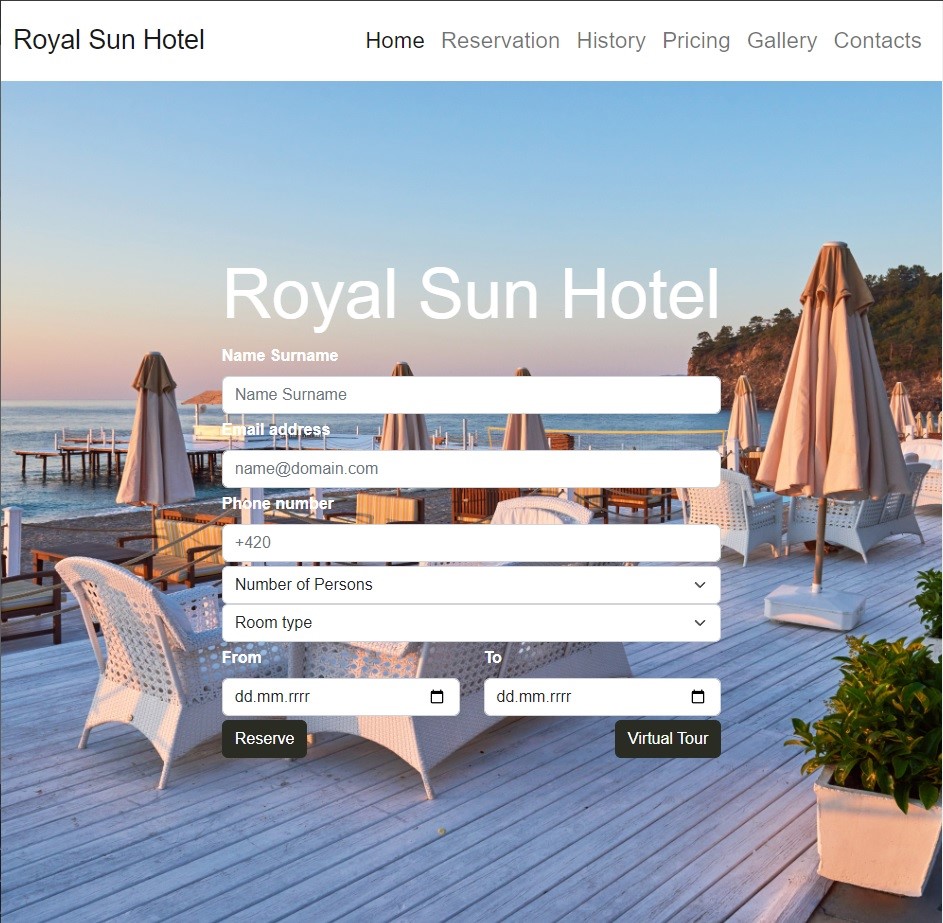 Royal Sun Hotel Home Reservation History Pricing Gallery Contacts
Royal Sun Hotel
Name Surname
Name Surname
Email address
name@domain.com
Phone number
+420
Number of Persons
Room type
From To
dd.mm.rrrr dd.mm.rrrr
Reserve Virtual Tour